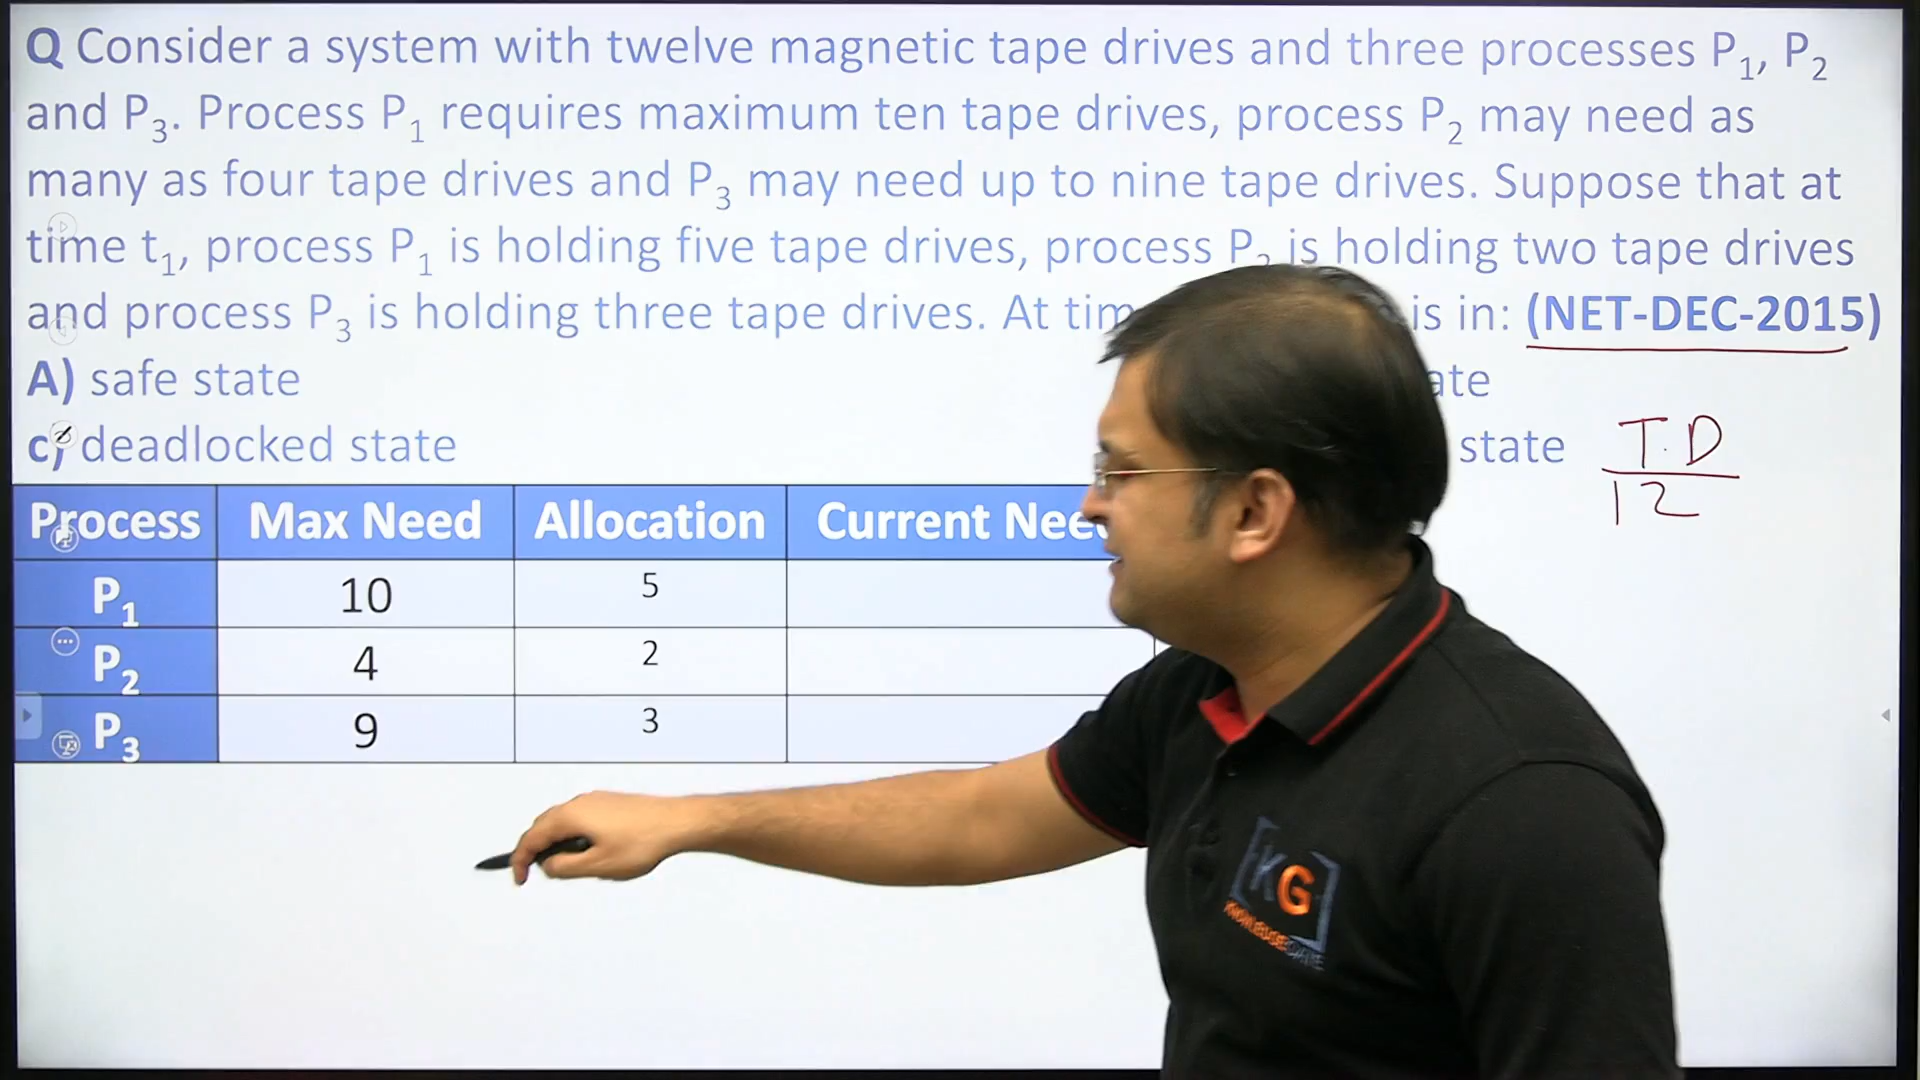 Q Consider a system with twelve magnetic tape drives and three processes P1, P2
and P3. Process P1 requires maximum ten tape drives, process P2 may need as
many as four tape drives and P3 may need up to nine tape drives. Suppose that at
time t1, process P1 is holding five tape drives, process P2 is holding two tape drives
and process P3 is holding three tape drives. At is in: (NET-DEC-2015)
A) safe state
c) deadlocked state state
T.D
12
Process Max Need Allocation Current
P1 10 5
P2 4 2
P3 9 3
KG